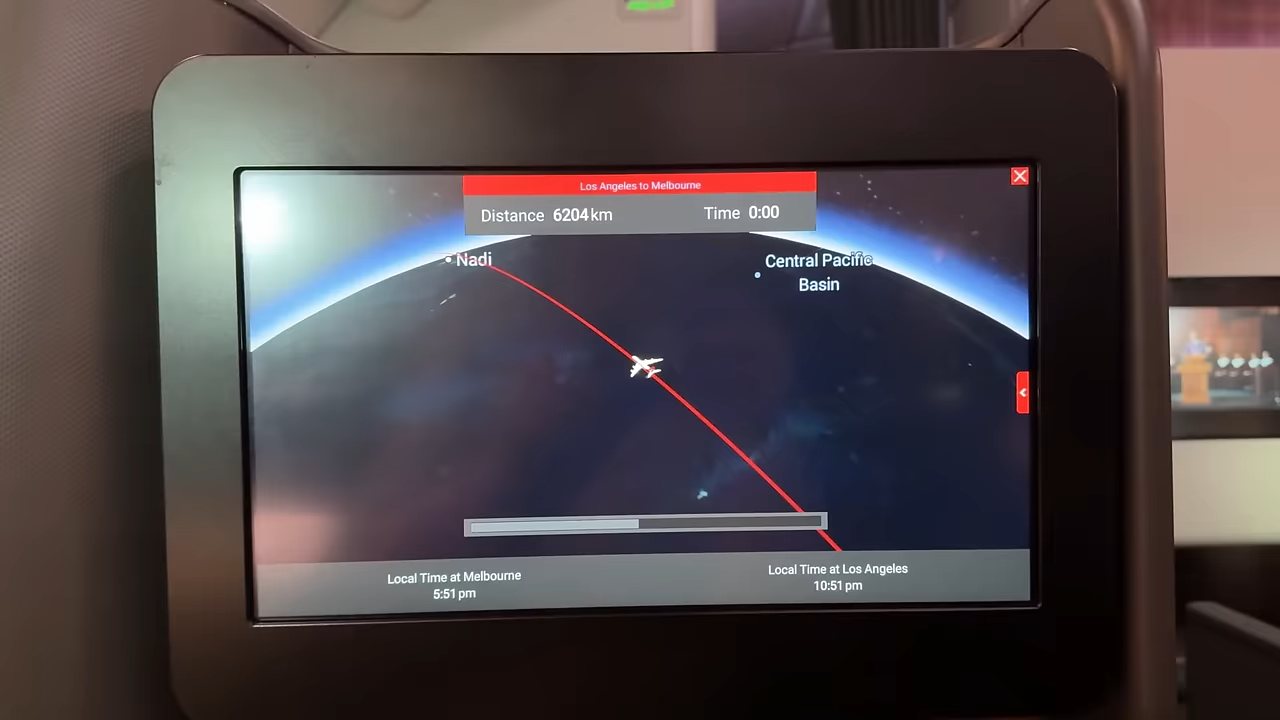 Los Angeles to Melbourne
Distance 6204 km Time 0:00
Nadi
Central Pacific
Basin
Local Time at Melbourne
5:51 pm
Local Time at Los Angeles
10:51 pm